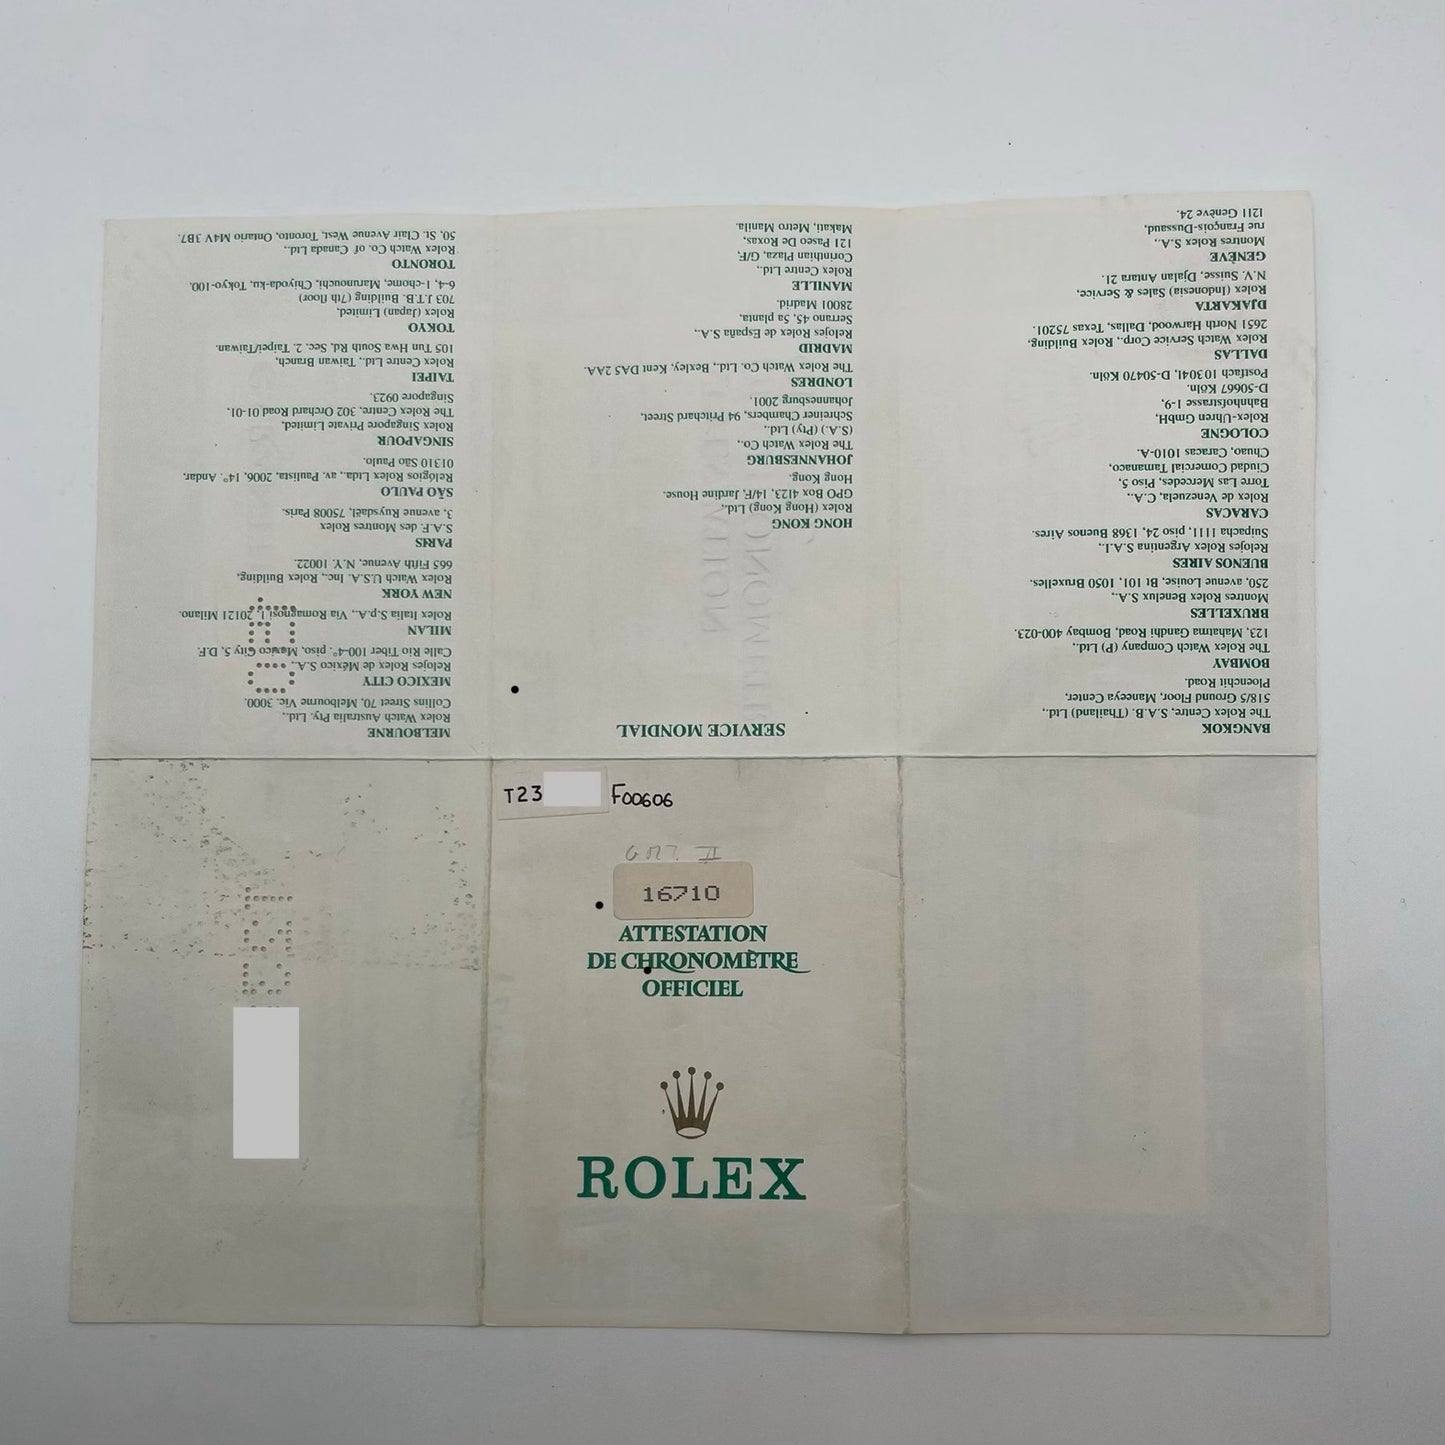 T23
F00606
GMT II
16710
ATTESTATION
DE CHRONOMÈTRE
OFFICIEL
ROLEX
SERVICE MONDIAL
BANGKOK
The Rolex Centre, S.A.B. (Thailand) Ltd.,
518/5 Ground Floor, Maneeya Center,
Ploenchit Road.
BOMBAY
The Rolex Watch Company (P) Ltd.,
123, Mahatma Gandhi Road, Bombay 400-023.
BRUXELLES
Montres Rolex Benelux S.A.,
250, avenue Louise, Bt 101, 1050 Bruxelles.
BUENOS AIRES
Relojes Rolex Argentina S.A.I.,
Suipacha 1111, piso 24, 1368 Buenos Aires.
CARACAS
Rolex de Venezuela, C.A.,
Torre Las Mercedes, Piso 5,
Ciudad Comercial Tamanaco,
Chuao, Caracas 1010-A.
COLOGNE
Rolex-Uhren GmbH,
Bahnhofstrasse 1-9,
D-50667 Köln.
Postfach 103041, D-50470 Köln.
DALLAS
Rolex Watch Service Corp., Rolex Building.
2651 North Harwood, Dallas, Texas 75201.
DJAKARTA
Rolex (Indonesia) Sales & Service,
N.V. Suisse, Djalan Antara 21.
GENÈVE
Montres Rolex S.A.,
rue François-Dussaud,
1211 Genève 24.
HONG KONG
Rolex (Hong Kong) Ltd.,
GPO Box 4123, 14/F, Jardine House.
Hong Kong.
JOHANNESBURG
The Rolex Watch Co.,
(S.A.) (Pty) Ltd.,
Schreiner Chambers, 94 Pritchard Street,
Johannesburg 2001.
LONDRES
The Rolex Watch Co., Ltd., Bexley, Kent DA5 2AA.
MADRID
Relojes Rolex de España S.A.,
Serrano 45, 5a planta,
28001 Madrid.
MANILLE
Rolex Centre Ltd.,
Corinthian Plaza, G/F,
121 Paseo De Roxas,
Makati, Metro Manila.
MELBOURNE
Rolex Watch Australia Pty. Ltd.,
Collins Street 70, Melbourne Vic. 3000.
MEXICO CITY
Relojes Rolex de México S.A.,
Calle Rio Tiber 100-4°. piso, Mexico City 5, D.F.
MILAN
Rolex Italia S.p.A., Via Romagnosi 1, 20121 Milano.
NEW YORK
Rolex Watch U.S.A. Inc., Rolex Building,
665 Fifth Avenue, N.Y. 10022.
PARIS
S.A.F. des Montres Rolex
3, avenue Ruysdaël, 75008 Paris.
SÃO PAULO
Relógios Rolex Ltda., av. Paulista, 2006, 14°. Andar,
01310 São Paulo.
SINGAPOUR
Rolex Singapore Private Limited,
The Rolex Centre, 302 Orchard Road 01-01,
Singapore 0923.
TAIPEI
Rolex Centre Ltd., Taiwan Branch,
105 Tun Hwa South Rd, Sec. 2, Taipei/Taiwan.
TOKYO
Rolex (Japan) Limited,
703 J.T.B. Building (7th floor)
6-4, 1-chome, Marunouchi, Chiyoda-ku, Tokyo-100.
TORONTO
Rolex Watch Co. of Canada Ltd.,
50, St. Clair Avenue West, Toronto, Ontario M4V 3B7.